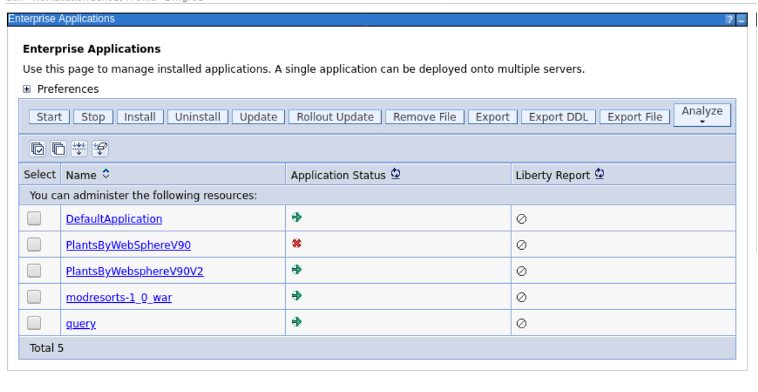 Enterprise Applications
Enterprise Applications
Use this page to manage installed applications. A single application can be deployed onto multiple servers.
Preferences
Start Stop Install Uninstall Update Rollout Update Remove File Export Export DDL Export File Analyze
Select Name Application Status Liberty Report
You can administer the following resources:
DefaultApplication
PlantsByWebSphereV90
PlantsByWebsphereV90V2
modresorts-1_0_war
query
Total 5